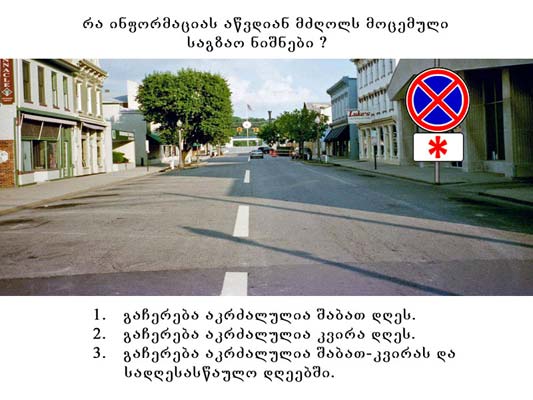 რა ინფორმაციას აწვდიან მძღოლს მოცემული
საგზაო ნიშნები ?
PINNACLE
1. გაჩერება აკრძალულია შაბათ დღეს.
2. გაჩერება აკრძალულია კვირა დღეს.
3. გაჩერება აკრძალულია შაბათ-კვირას და
სადღესასწაულო დღეებში.